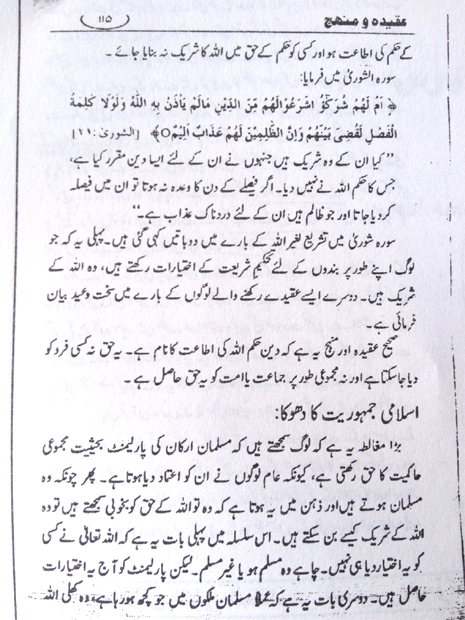 عقیدہ و منھج ۱۱۵
کے حکم کی اطاعت ہو اور کسی کو حکم کے حق میں اللہ کا شریک نہ بنایا جائے۔
سورہ الشوریٰ میں فرمایا:
﴿ اَمْ لَهُمْ شُرَكٰٓؤُا شَرَعُوْا لَهُمْ مِّنَ الدِّيْنِ مَالَمْ يَاْذَنْۢ بِهِ اللّٰهُ وَلَوْلَا كَلِمَةُ
الْفَصْلِ لَقُضِيَ بَيْنَهُمْ وَاِنَّ الظّٰلِمِيْنَ لَهُمْ عَذَابٌ اَلِيْمٌO﴾ [الشوریٰ:۲۱]
”کیا ان کے وہ شریک ہیں جنہوں نے ان کے لئے ایسا دین مقرر کیا ہے،
جس کا حکم اللہ نے نہیں دیا۔ اگر فیصلے کے دن کا وعدہ نہ ہوتا تو ان میں فیصلہ
کر دیا جاتا اور جو ظالم ہیں ان کے لئے دردناک عذاب ہے۔“
سورہ شوریٰ میں تشریع لغیر اللہ کے بارے میں دو باتیں کہی گئی ہیں۔ پہلی یہ کہ جو
لوگ اپنے طور پر بندوں کے لئے تحکیم شریعت کے اختیارات رکھتے ہیں، وہ اللہ کے
شریک ہیں۔ دوسرے ایسے عقیدے رکھنے والے لوگوں کے بارے میں سخت وعید بیان
فرمائی ہے۔
صحیح عقیدہ اور منہج یہ ہے کہ دین حکم اللہ کی اطاعت کا نام ہے۔ یہ حق نہ کسی فرد کو
دیا جا سکتا ہے اور نہ مجموعی طور پر جماعت یا امت کو یہ حق حاصل ہے۔
اسلامی جمہوریت کا دھوکا:
بڑا مغالطہ یہ ہے کہ لوگ سمجھتے ہیں کہ مسلمان ارکان کی پارلیمنٹ بحیثیت مجموعی
حاکمیت کا حق رکھتی ہے، کیونکہ عام لوگوں نے ان کو اعتماد دیا ہوتا ہے۔ پھر چونکہ وہ
مسلمان ہوتے ہیں اور ذہن میں یہ ہوتا ہے کہ وہ تو اللہ کے حق کو بخوبی سمجھتے ہیں تو وہ
اللہ کے شریک کیسے بن سکتے ہیں۔ اس سلسلہ میں پہلی بات یہ ہے کہ اللہ تعالیٰ نے کسی
کو یہ اختیار دیا ہی نہیں۔ چاہے وہ مسلم ہو یا غیر مسلم۔ لیکن پارلیمنٹ کو آج یہ اختیارات
حاصل ہیں۔ دوسری بات یہ ہے کہ مسلمان ملکوں میں جو کچھ ہو رہا ہے، وہ کھلی اللہ